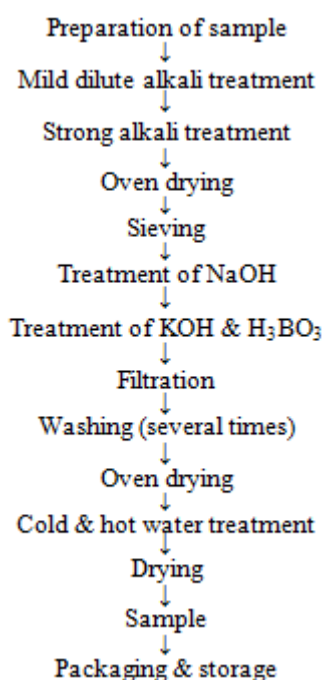 Preparation of sample
↓
Mild dilute alkali treatment
↓
Strong alkali treatment
↓
Oven drying
↓
Sieving
↓
Treatment of NaOH
↓
Treatment of KOH & H₃BO₃
↓
Filtration
↓
Washing (several times)
↓
Oven drying
↓
Cold & hot water treatment
↓
Drying
↓
Sample
↓
Packaging & storage